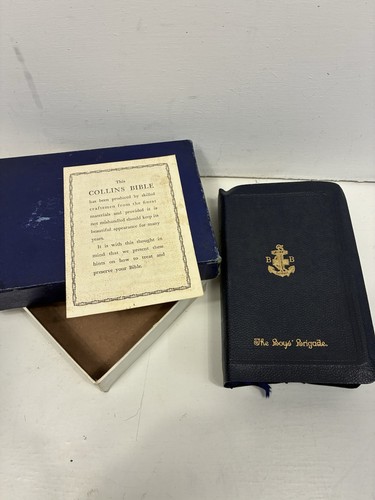 This
COLLINS BIBLE
has been produced by skilled
craftsmen from the finest
materials and provided it is
not mishandled should keep its
beautiful appearance for many
years.
It is with this thought in
mind that we present these
hints on how to treat and
preserve your Bible.
B B
The Boys' Brigade.